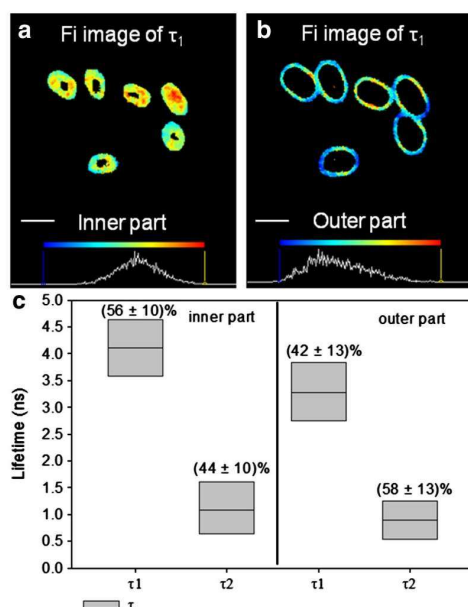 a
Fi image of τ1
Inner part
b
Fi image of τ1
Outer part
c
Lifetime (ns)
5.0
4.5
4.0
3.5
3.0
2.5
2.0
1.5
1.0
0.5
0.0
(56 ± 10)%
inner part
(44 ± 10)%
outer part
(42 ± 13)%
(58 ± 13)%
τ1
τ2
τ1
τ2
τ